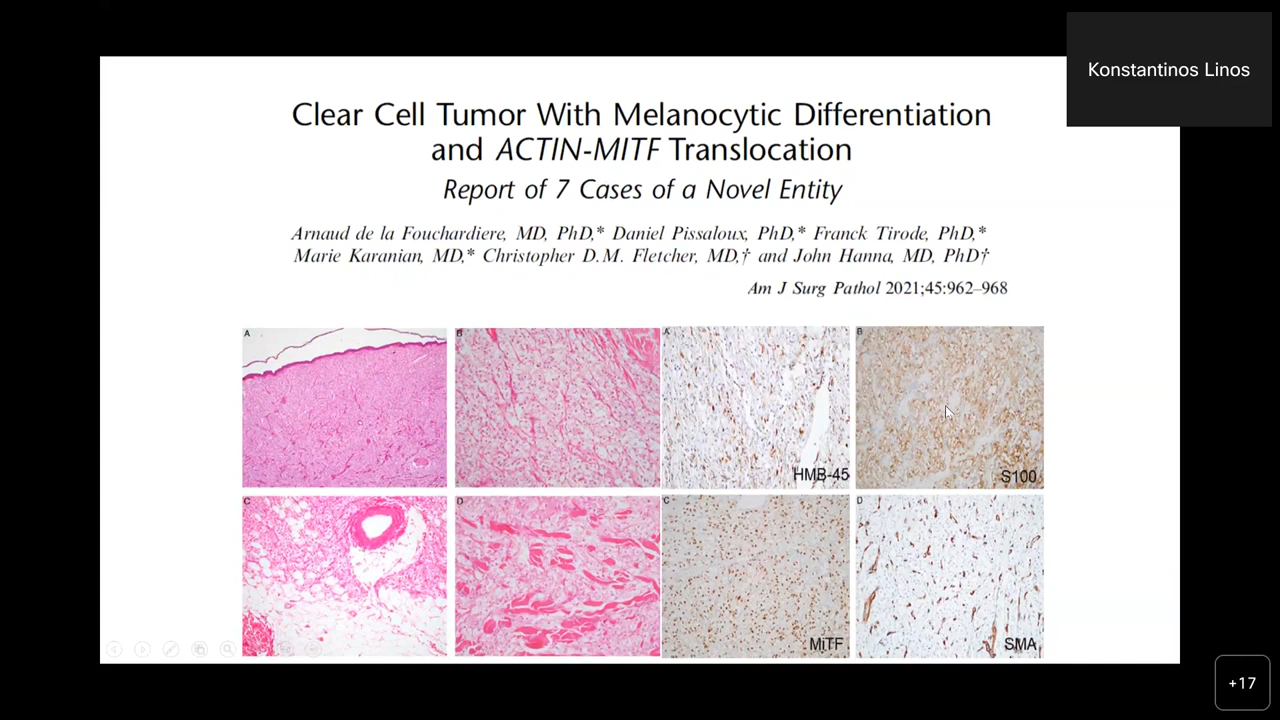 Konstantinos Linos
Clear Cell Tumor With Melanocytic Differentiation
and ACTIN-MITF Translocation
Report of 7 Cases of a Novel Entity
Arnaud de la Fouchardiere, MD, PhD,* Daniel Pissaloux, PhD,* Franck Tirode, PhD,*
Marie Karanian, MD,* Christopher D.M. Fletcher, MD,† and John Hanna, MD, PhD†
Am J Surg Pathol 2021;45:962–968
A
B
A
B
HMB-45
S100
C
D
C
D
MiTF
SMA
+17